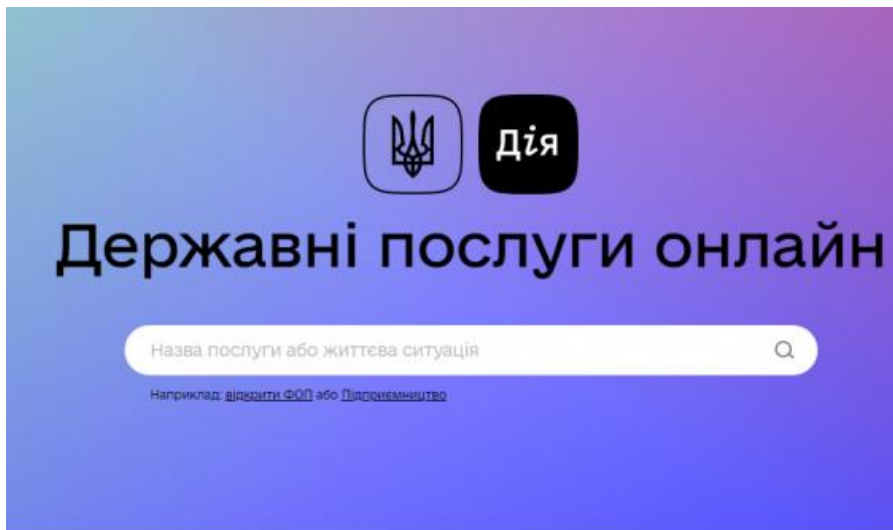 Дія
Державні послуги онлайн
Назва послуги або життєва ситуація
Наприклад: відкрити ФОП або Підприємництво